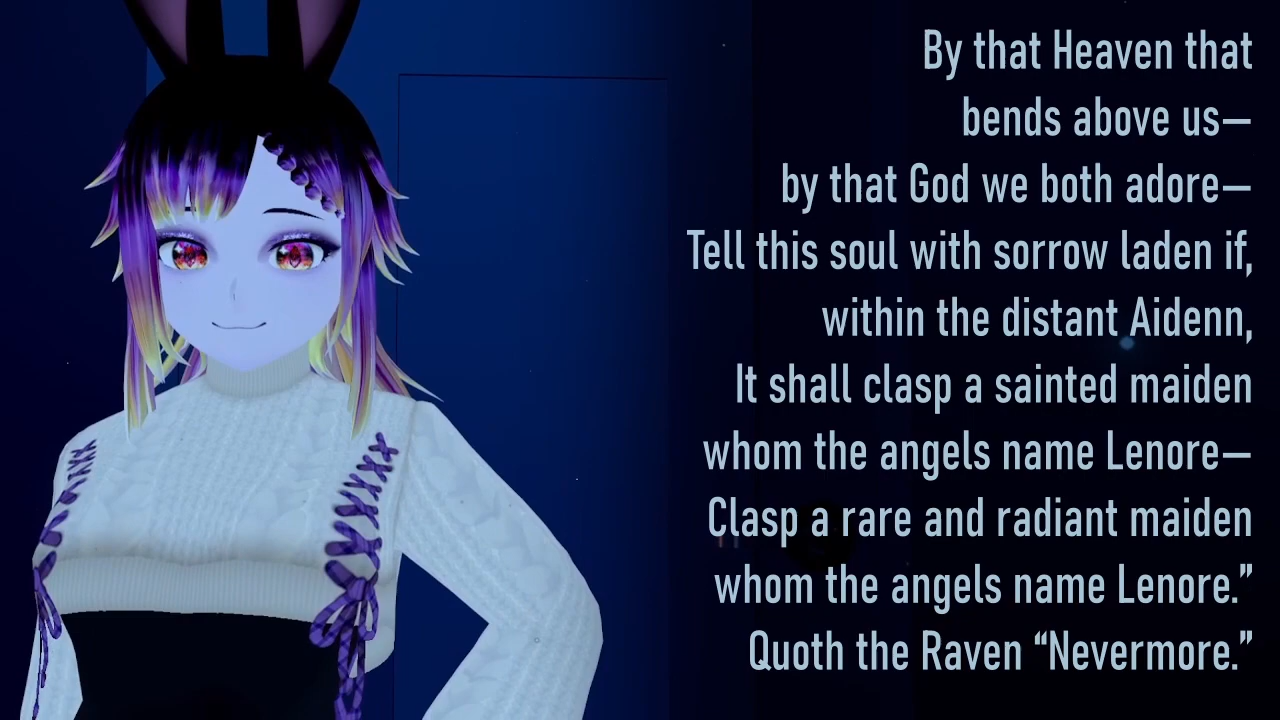 By that Heaven that
bends above us—
by that God we both adore—
Tell this soul with sorrow laden if,
within the distant Aidenn,
It shall clasp a sainted maiden
whom the angels name Lenore—
Clasp a rare and radiant maiden
whom the angels name Lenore.”
Quoth the Raven “Nevermore.”